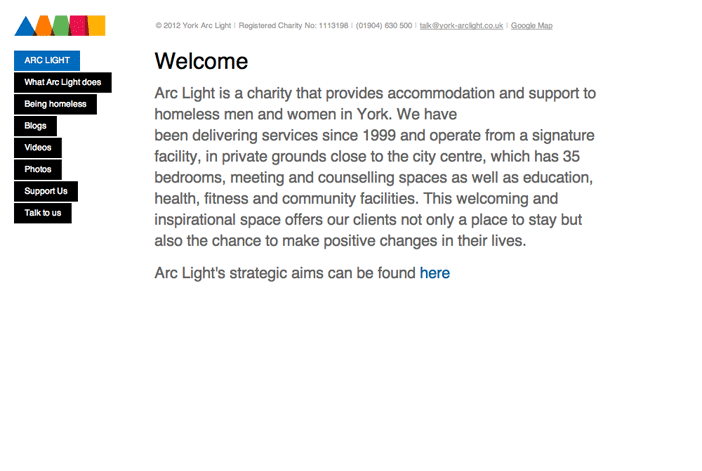 © 2012 York Arc Light | Registered Charity No: 1113198 | (01904) 630 500 | talk@york-arclight.co.uk | Google Map
ARC LIGHT
What Arc Light does
Being homeless
Blogs
Videos
Photos
Support Us
Talk to us
Welcome
Arc Light is a charity that provides accommodation and support to
homeless men and women in York. We have
been delivering services since 1999 and operate from a signature
facility, in private grounds close to the city centre, which has 35
bedrooms, meeting and counselling spaces as well as education,
health, fitness and community facilities. This welcoming and
inspirational space offers our clients not only a place to stay but
also the chance to make positive changes in their lives.
Arc Light's strategic aims can be found here